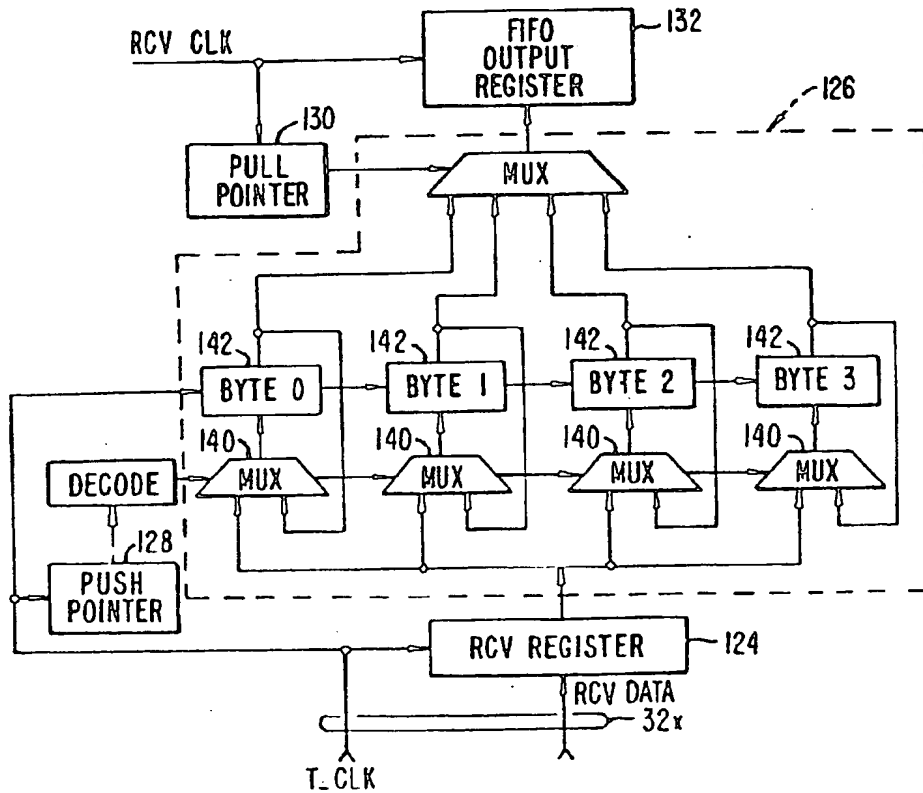 RCV CLK
FIFO
OUTPUT
REGISTER
132
126
130
PULL
POINTER
MUX
142
BYTE 0
142
BYTE 1
142
BYTE 2
142
BYTE 3
140
MUX
140
MUX
140
MUX
140
MUX
DECODE
128
PUSH
POINTER
RCV REGISTER
124
RCV DATA
32x
T_CLK